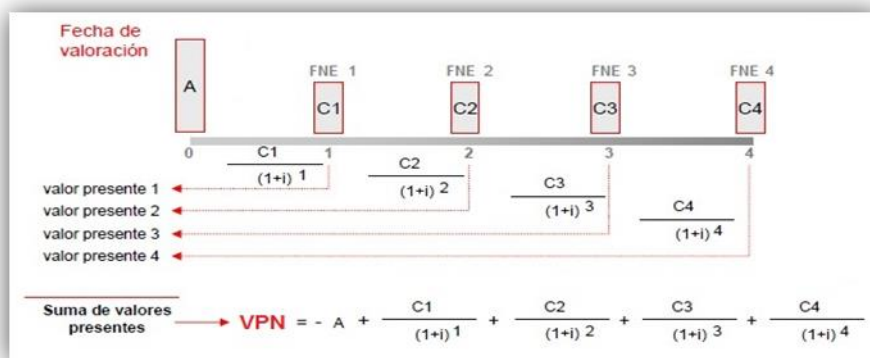 Fecha de
valoración
A
FNE 1 FNE 2 FNE 3 FNE 4
C1 C2 C3 C4
0 1 2 3 4
C1
(1+i) 1
C2
(1+i) 2
C3
(1+i) 3
C4
(1+i) 4
valor presente 1
valor presente 2
valor presente 3
valor presente 4
Suma de valores
presentes
VPN = - A + C1 / (1+i) 1 + C2 / (1+i) 2 + C3 / (1+i) 3 + C4 / (1+i) 4